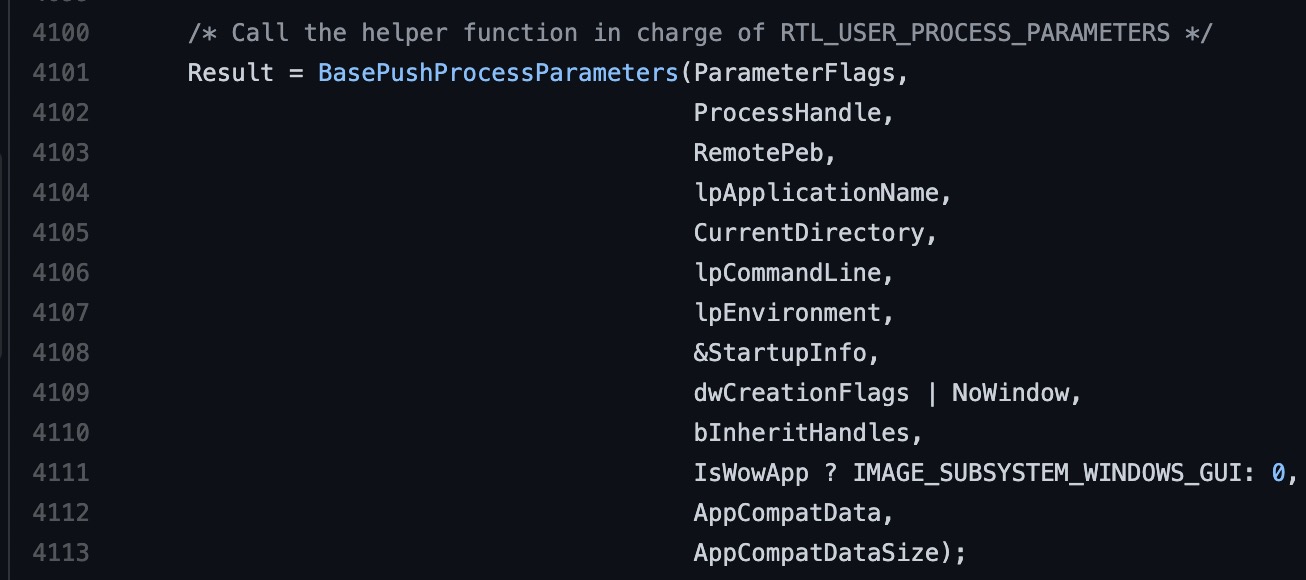 4100 /* Call the helper function in charge of RTL_USER_PROCESS_PARAMETERS */
4101 Result = BasePushProcessParameters(ParameterFlags,
4102 ProcessHandle,
4103 RemotePeb,
4104 lpApplicationName,
4105 CurrentDirectory,
4106 lpCommandLine,
4107 lpEnvironment,
4108 &StartupInfo,
4109 dwCreationFlags | NoWindow,
4110 bInheritHandles,
4111 IsWowApp ? IMAGE_SUBSYSTEM_WINDOWS_GUI: 0,
4112 AppCompatData,
4113 AppCompatDataSize);